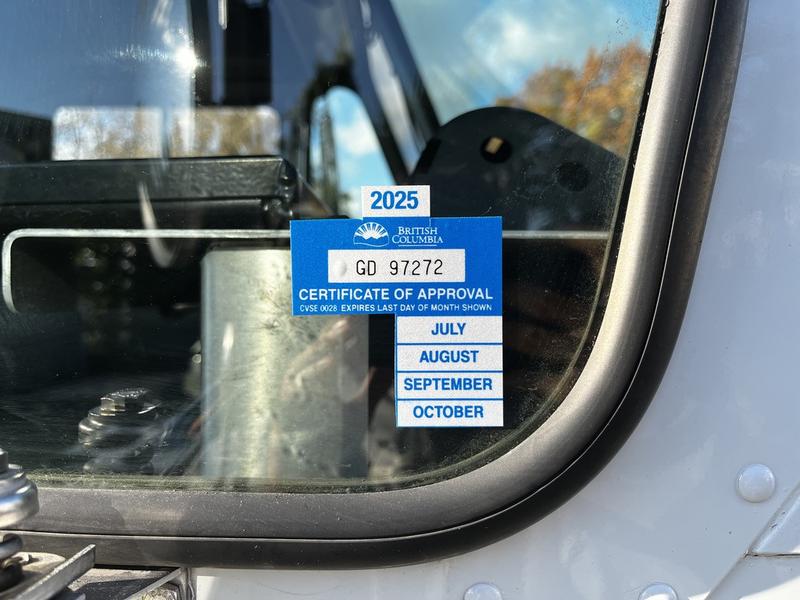 2025
BRITISH
COLUMBIA
GD 97272
CERTIFICATE OF APPROVAL
CVSE 0028 EXPIRES LAST DAY OF MONTH SHOWN
JULY
AUGUST
SEPTEMBER
OCTOBER